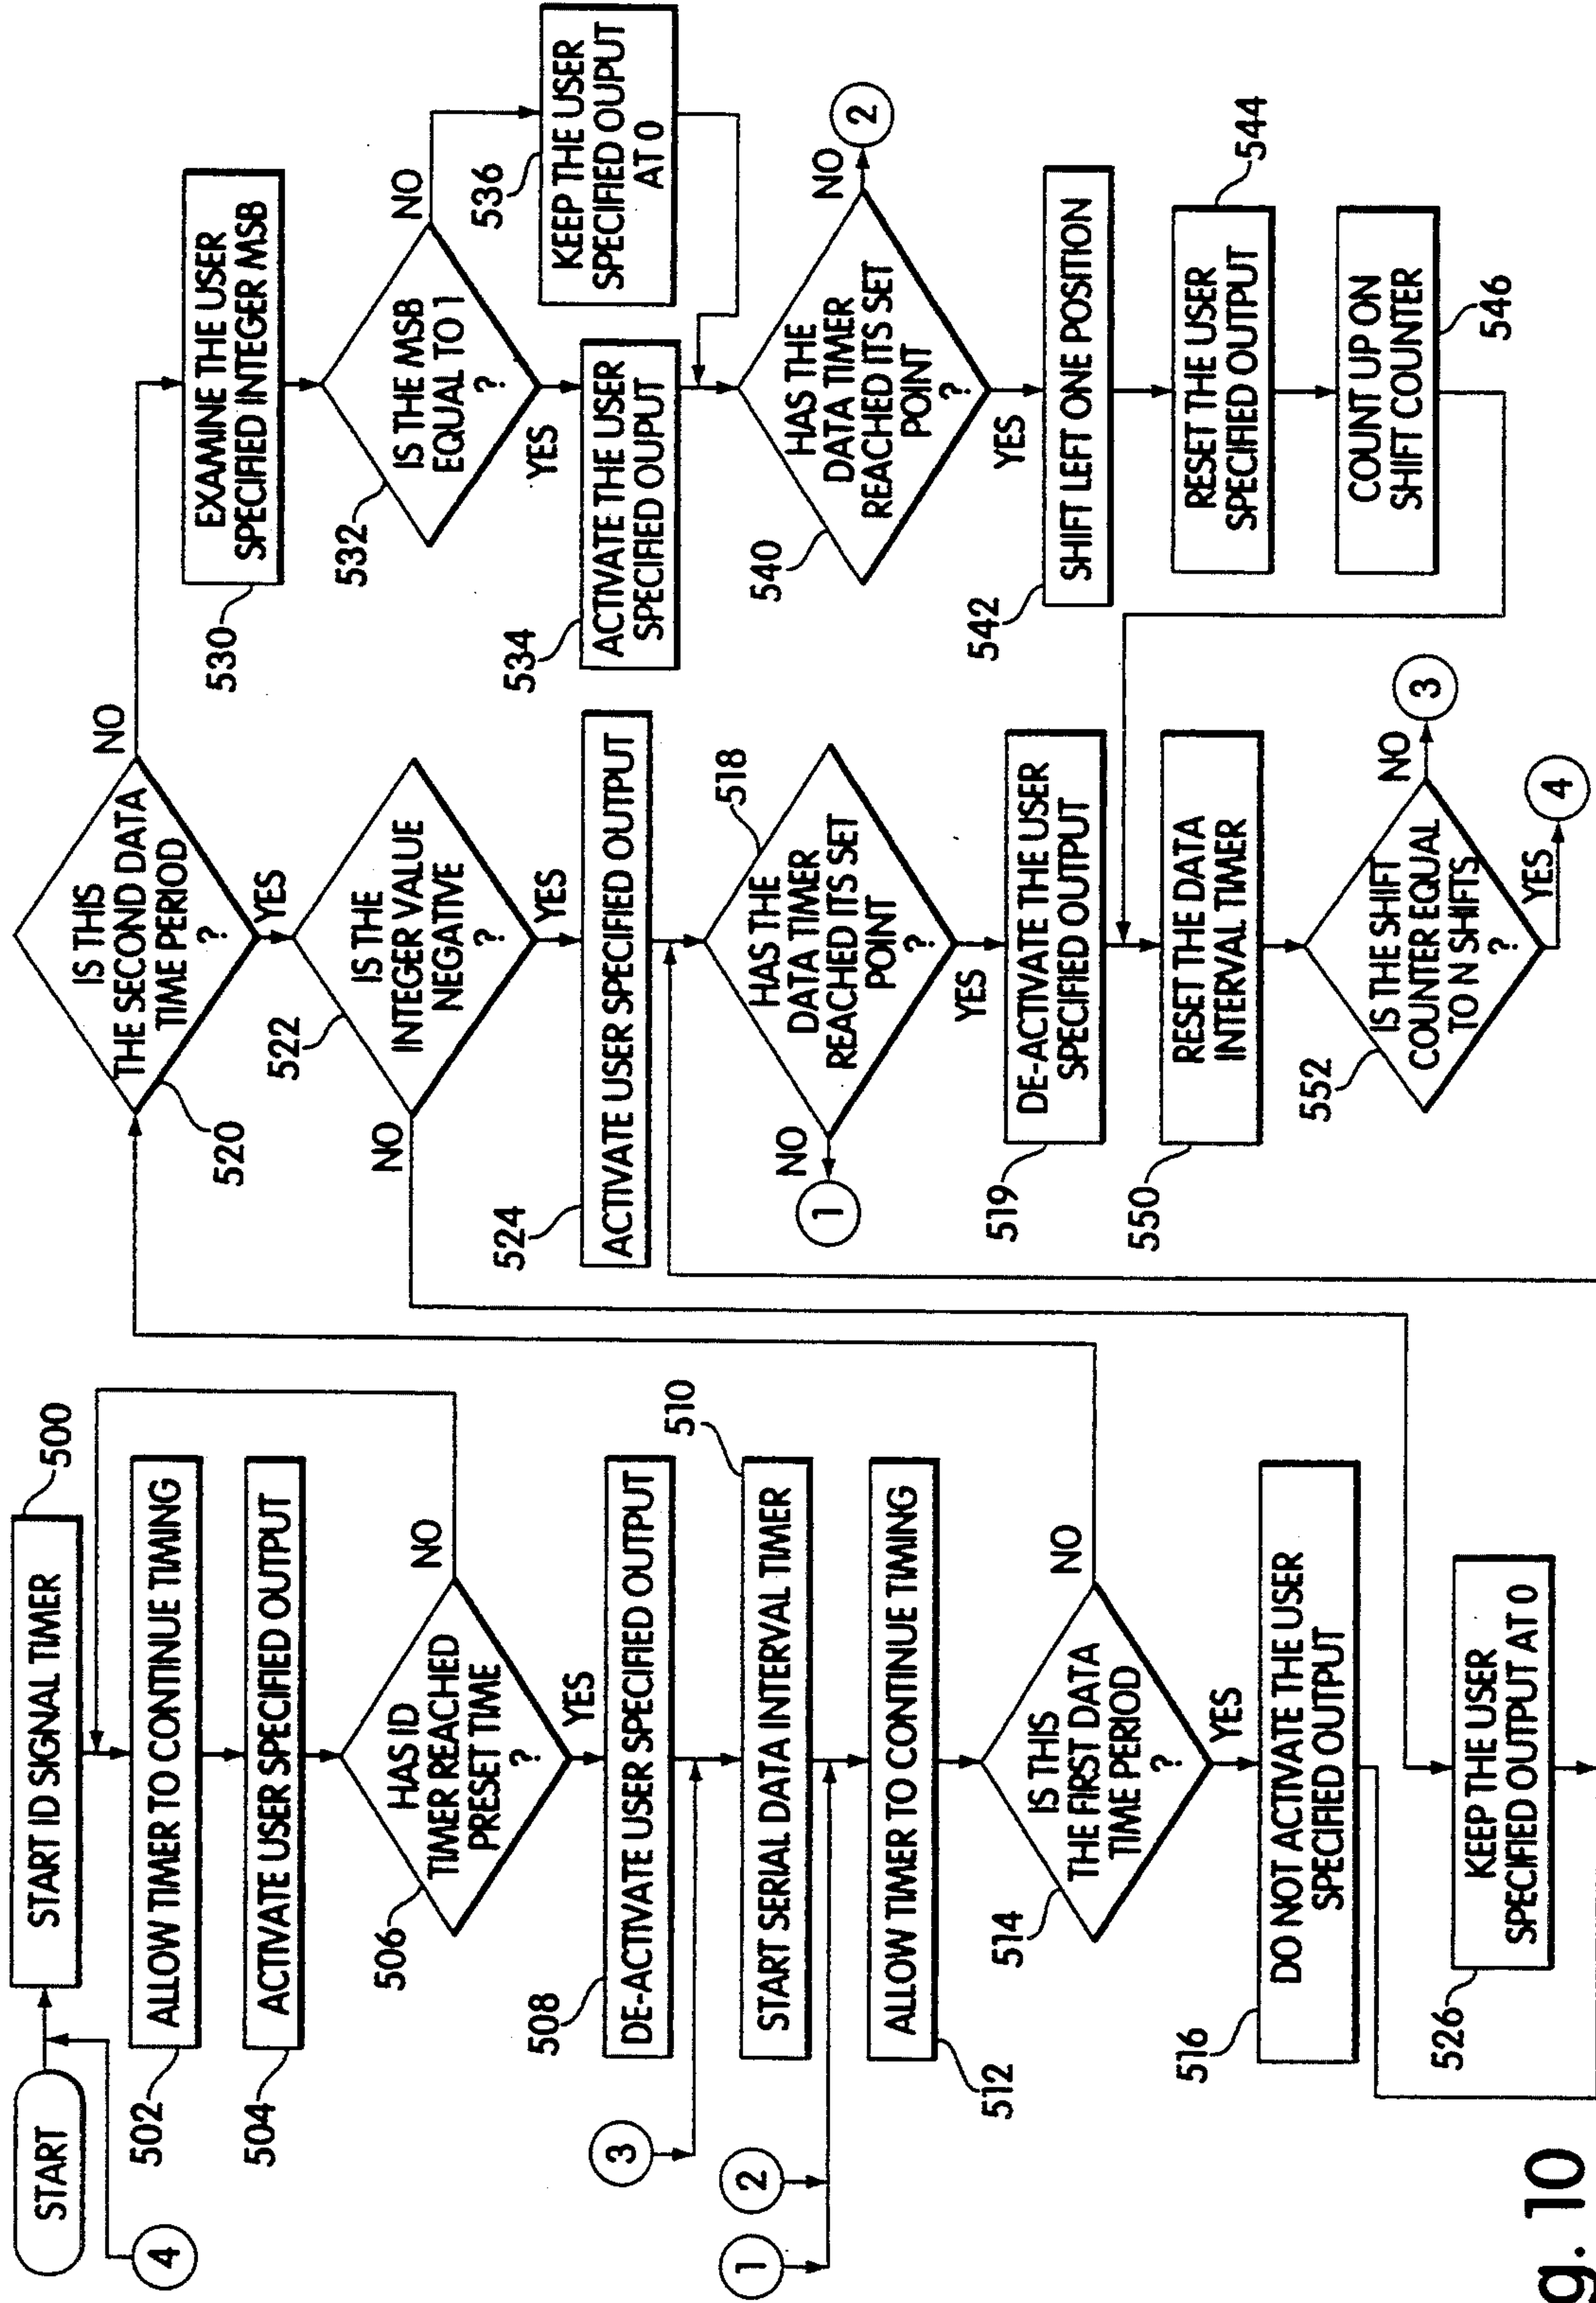 START
4
START ID SIGNAL TIMER
500
ALLOW TIMER TO CONTINUE TIMING
502
ACTIVATE USER SPECIFIED OUTPUT
504
HAS ID
TIMER REACHED
PRESET TIME
?
506
NO
YES
DE-ACTIVATE USER SPECIFIED OUTPUT
508
3
START SERIAL DATA INTERVAL TIMER
510
1
2
ALLOW TIMER TO CONTINUE TIMING
512
IS THIS
THE FIRST DATA
TIME PERIOD
?
514
NO
YES
DO NOT ACTIVATE THE USER
SPECIFIED OUTPUT
516
KEEP THE USER
SPECIFIED OUTPUT AT 0
526
IS THIS
THE SECOND DATA
TIME PERIOD
?
520
NO
YES
IS THE
INTEGER VALUE
NEGATIVE
?
522
NO
YES
ACTIVATE USER SPECIFIED OUTPUT
524
HAS THE
DATA TIMER
REACHED ITS SET
POINT
?
518
NO
1
YES
DE-ACTIVATE THE USER
SPECIFIED OUTPUT
519
RESET THE DATA
INTERVAL TIMER
550
IS THE SHIFT
COUNTER EQUAL
TO N SHIFTS
?
552
NO
3
YES
4
EXAMINE THE USER
SPECIFIED INTEGER MSB
530
IS THE MSB
EQUAL TO 1
?
532
NO
YES
ACTIVATE THE USER
SPECIFIED OUPUT
534
KEEP THE USER
SPECIFIED OUPUT
AT 0
536
HAS THE
DATA TIMER
REACHED ITS SET
POINT
?
540
NO
2
YES
SHIFT LEFT ONE POSITION
542
RESET THE USER
SPECIFIED OUTPUT
544
COUNT UP ON
SHIFT COUNTER
546
g. 10